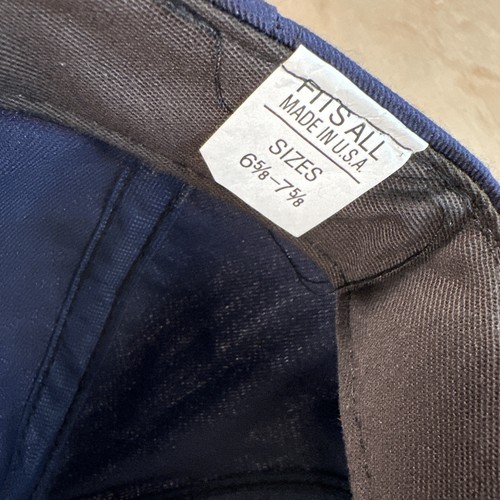 FITS ALL
MADE IN U.S.A.
SIZES
6⅝–7⅝